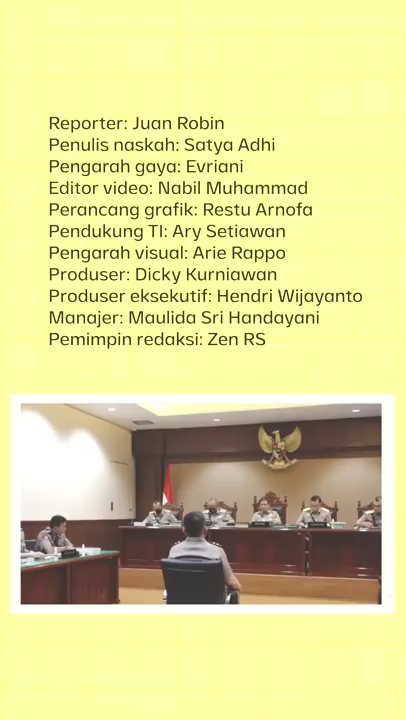 Reporter: Juan Robin
Penulis naskah: Satya Adhi
Pengarah gaya: Evriani
Editor video: Nabil Muhammad
Perancang grafik: Restu Arnofa
Pendukung TI: Ary Setiawan
Pengarah visual: Arie Rappo
Produser: Dicky Kurniawan
Produser eksekutif: Hendri Wijayanto
Manajer: Maulida Sri Handayani
Pemimpin redaksi: Zen RS